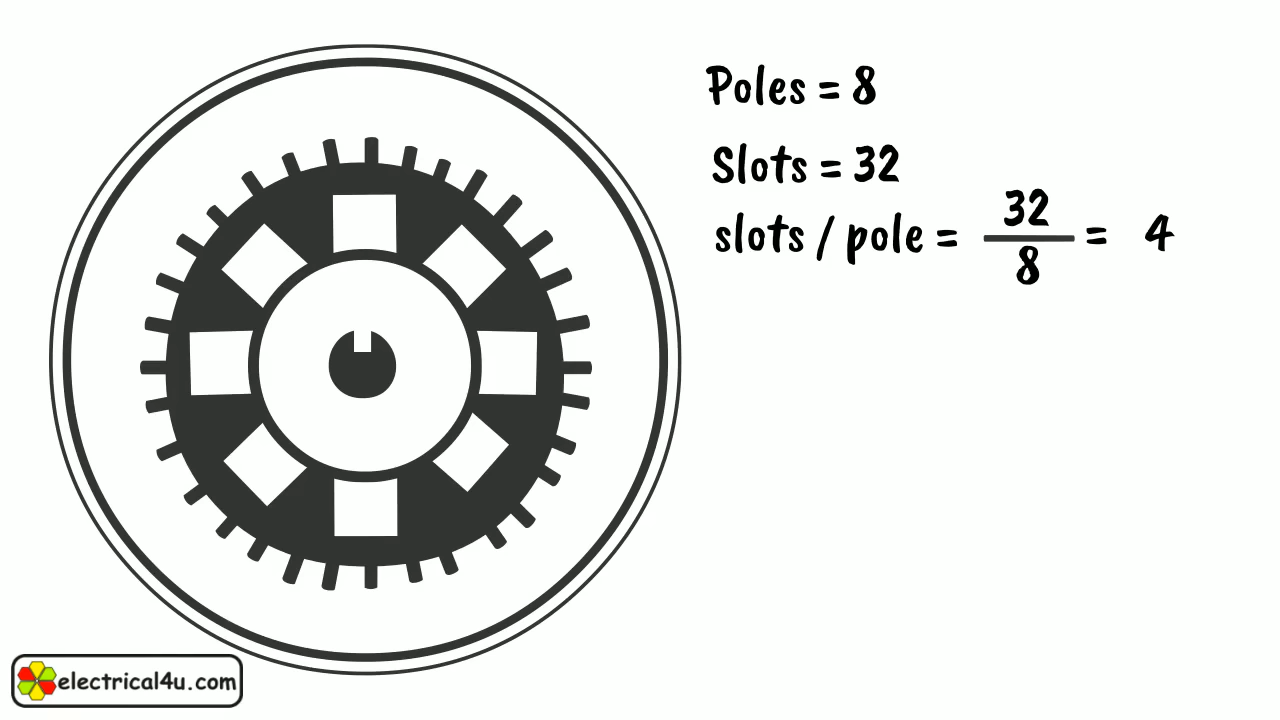 Poles = 8
Slots = 32
slots / pole = 32 / 8 = 4
electrical4u.com